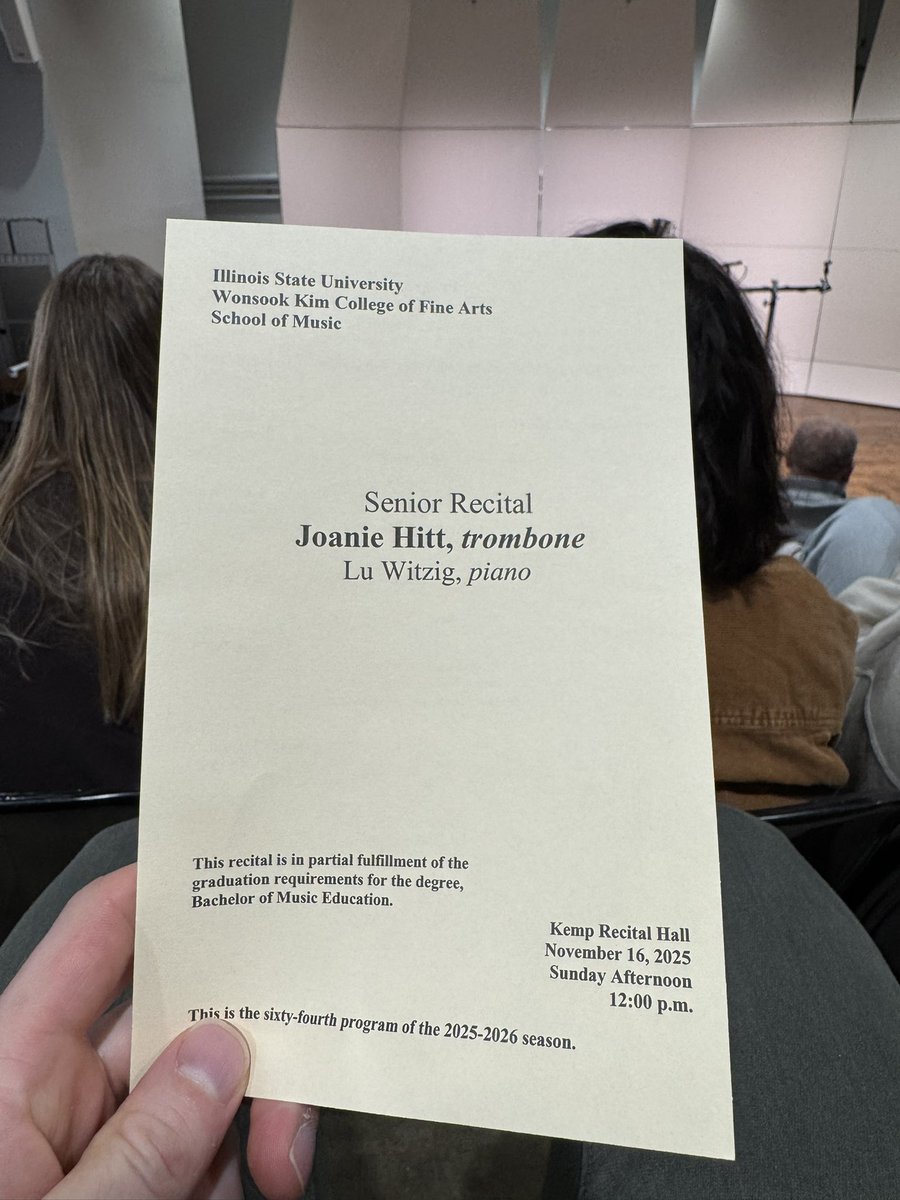 Illinois State University
Wonsook Kim College of Fine Arts
School of Music
Senior Recital
Joanie Hitt, trombone
Lu Witzig, piano
This recital is in partial fulfillment of the
graduation requirements for the degree,
Bachelor of Music Education.
Kemp Recital Hall
November 16, 2025
Sunday Afternoon
12:00 p.m.
This is the sixty-fourth program of the 2025-2026 season.